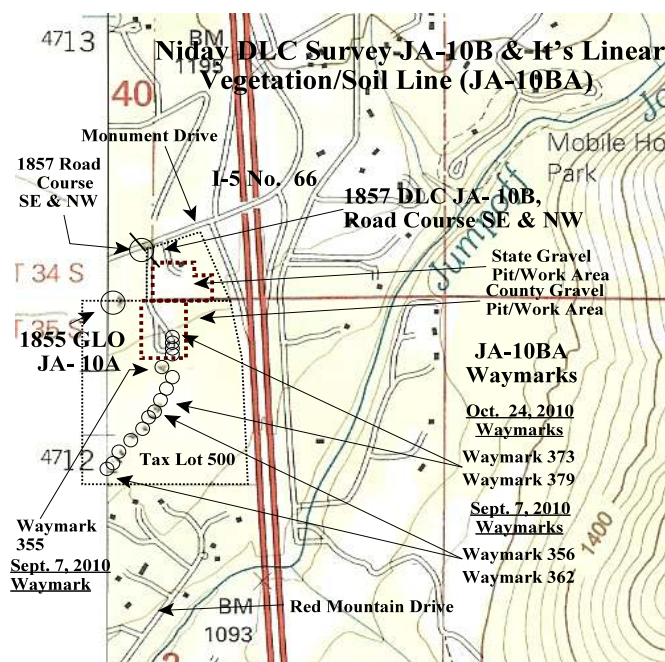 Niday DLC Survey JA-10B & It's Linear
Vegetation/Soil Line (JA-10BA)
4713
BM
1195
40
Monument Drive
Mobile Ho
Park
1857 Road
Course
SE & NW
I-5 No. 66
1857 DLC JA- 10B,
Road Course SE & NW
Jumpoff
Jo
T 34 S
State Gravel
Pit/Work Area
County Gravel
Pit/Work Area
T 35 S
1855 GLO
JA- 10A
JA-10BA
Waymarks
Oct. 24, 2010
Waymarks
4712
Tax Lot 500
Waymark 373
Waymark 379
Waymark
355
Sept. 7, 2010
Waymark
Sept. 7, 2010
Waymarks
1400
Waymark 356
Waymark 362
BM
1093
Red Mountain Drive
2